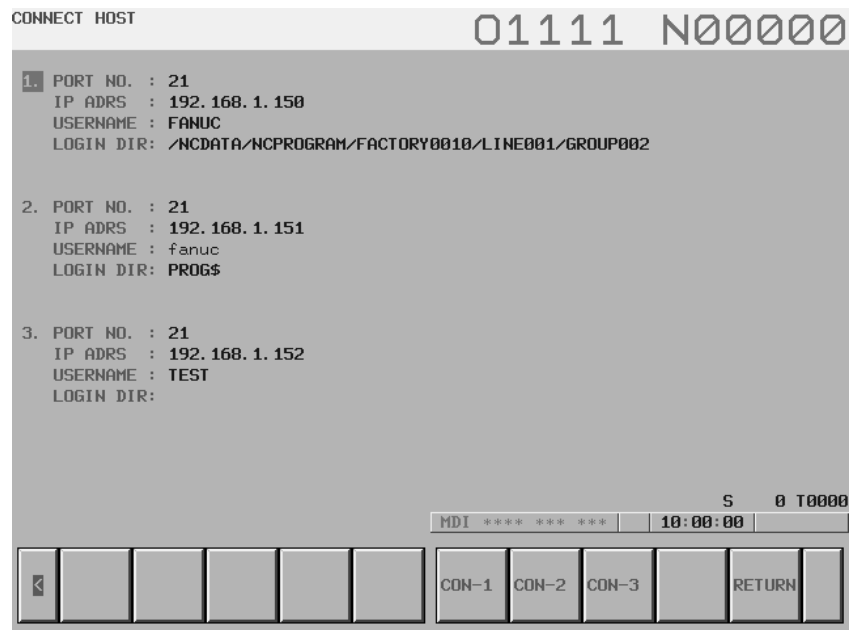 CONNECT HOST O1111 N00000
1. PORT NO. : 21
IP ADRS : 192.168.1.150
USERNAME : FANUC
LOGIN DIR: /NCDATA/NCPROGRAM/FACTORY0010/LINE001/GROUP002
2. PORT NO. : 21
IP ADRS : 192.168.1.151
USERNAME : fanuc
LOGIN DIR: PROG$
3. PORT NO. : 21
IP ADRS : 192.168.1.152
USERNAME : TEST
LOGIN DIR:
S 0 T0000
MDI **** *** *** 10:00:00
< CON-1 CON-2 CON-3 RETURN